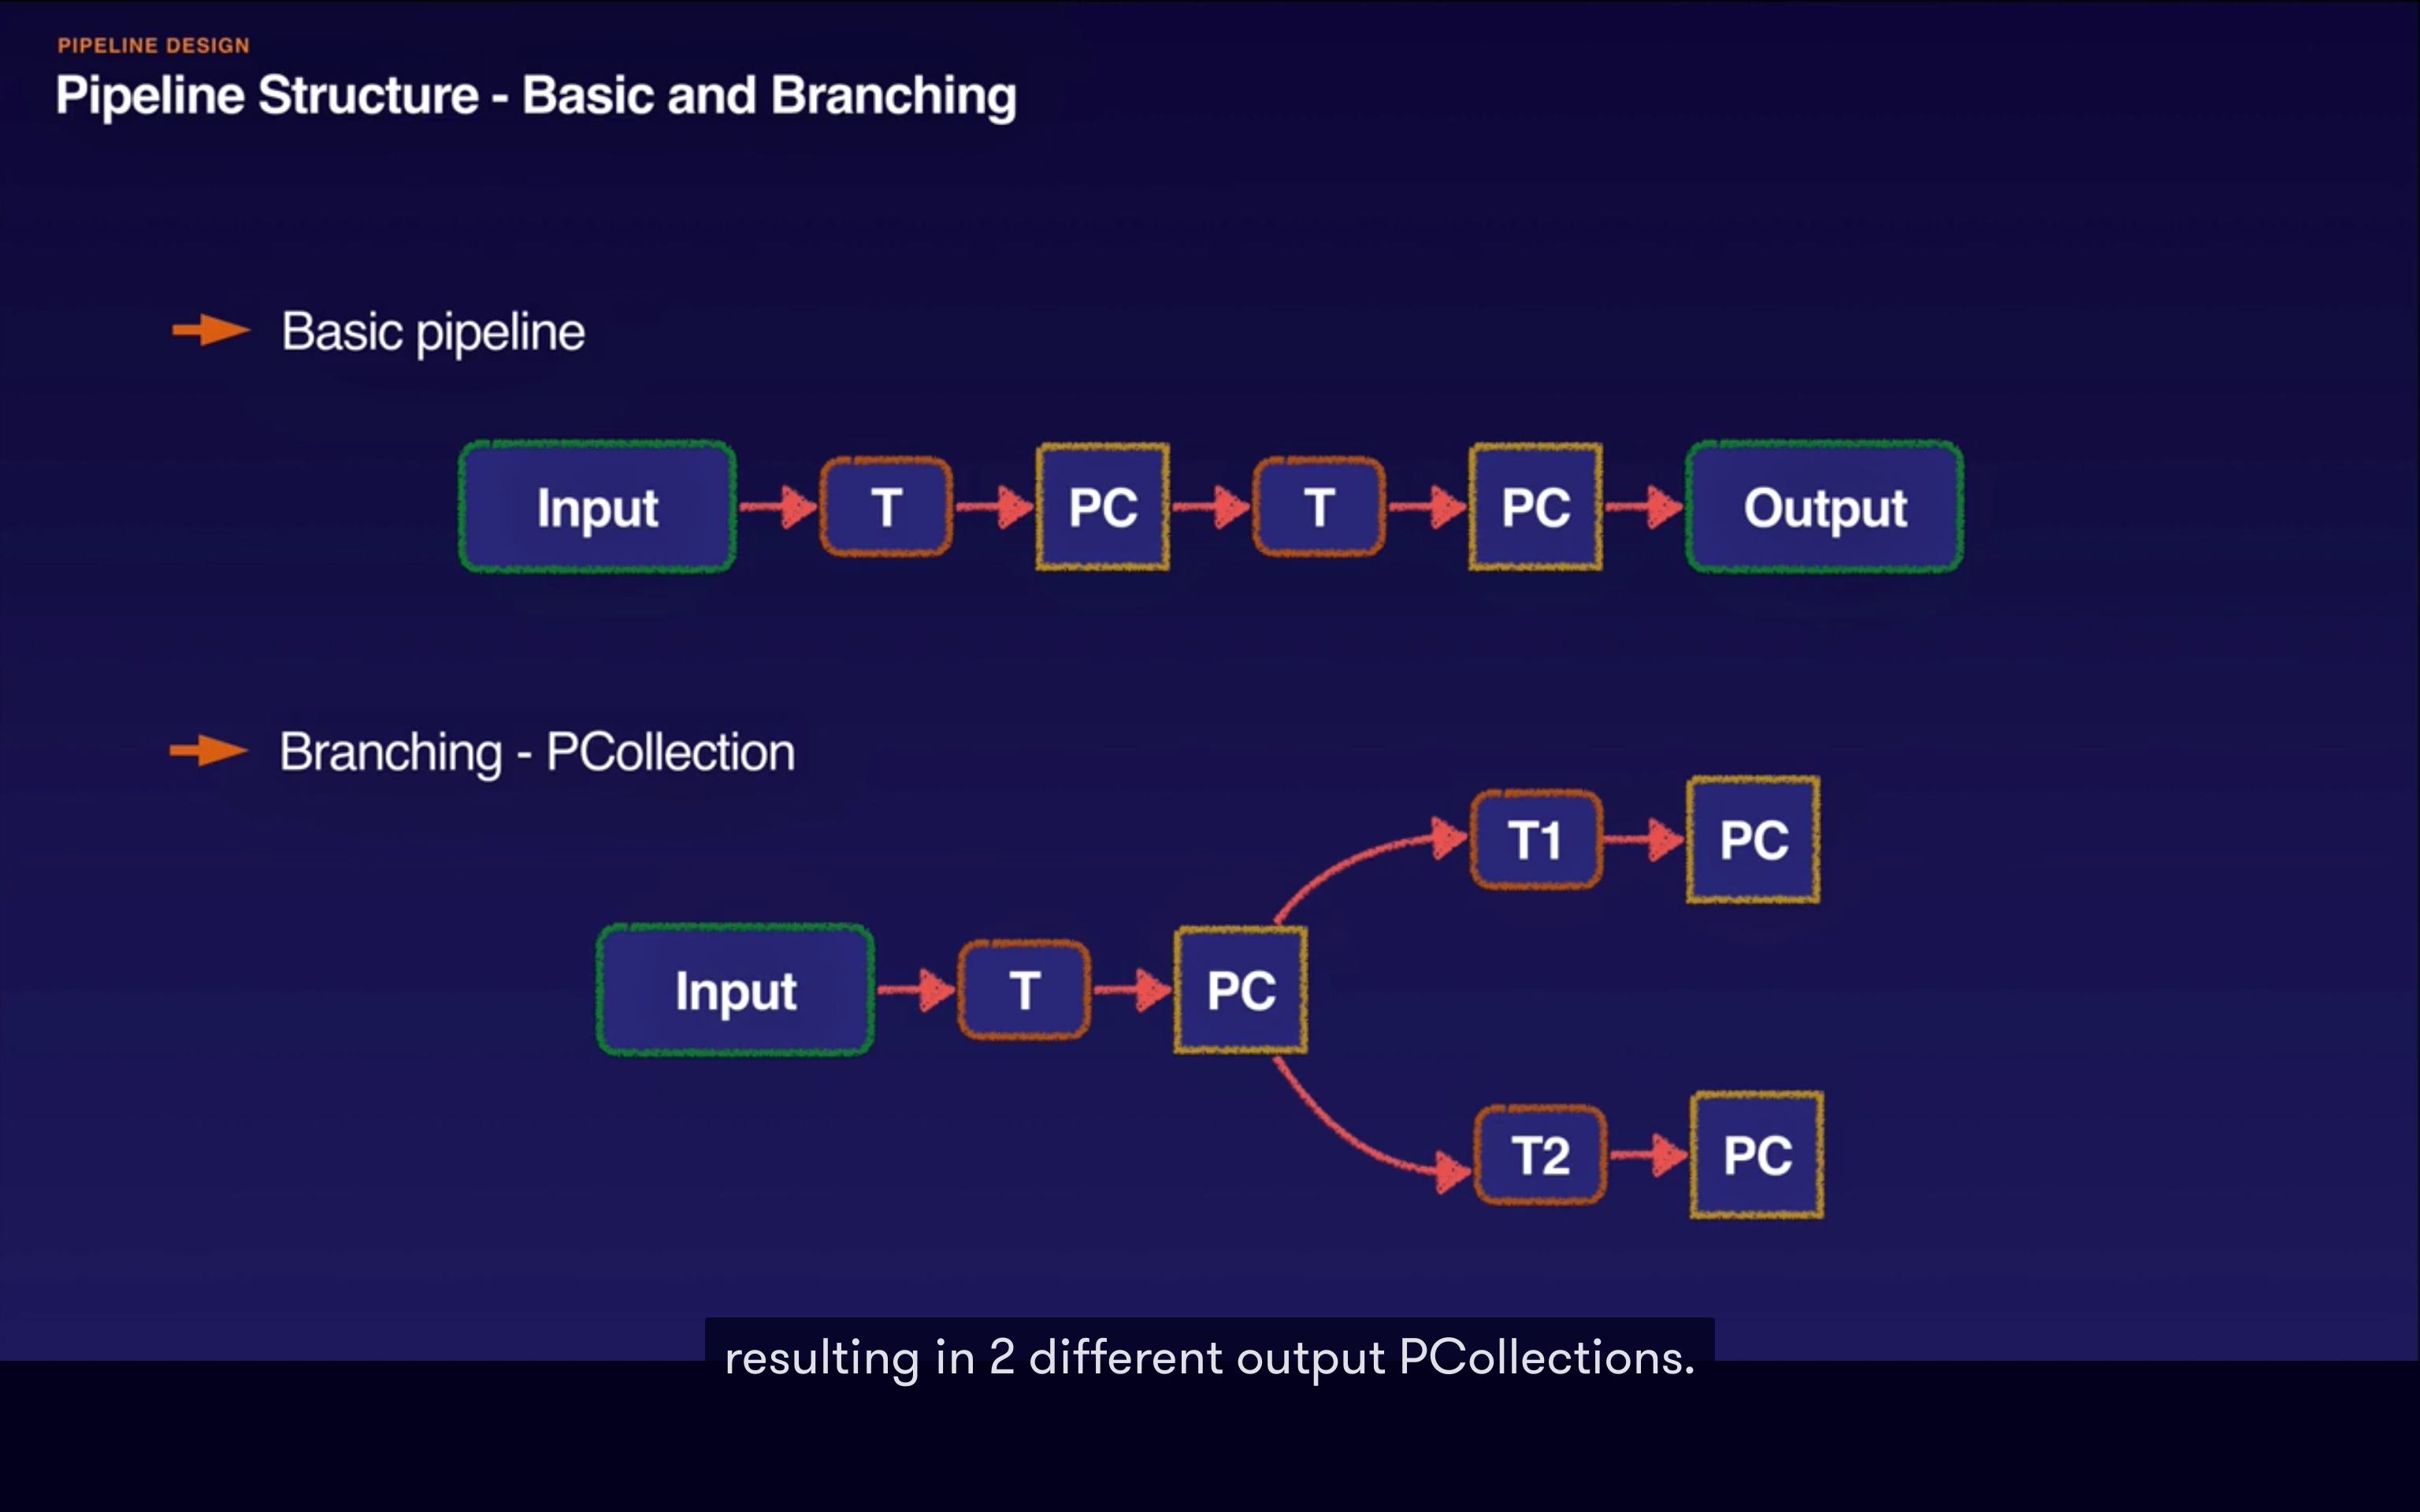 PIPELINE DESIGN
Pipeline Structure - Basic and Branching
Basic pipeline
Input T PC T PC Output
Branching - PCollection
T1 PC
Input T PC
T2 PC
resulting in 2 different output PCollections.